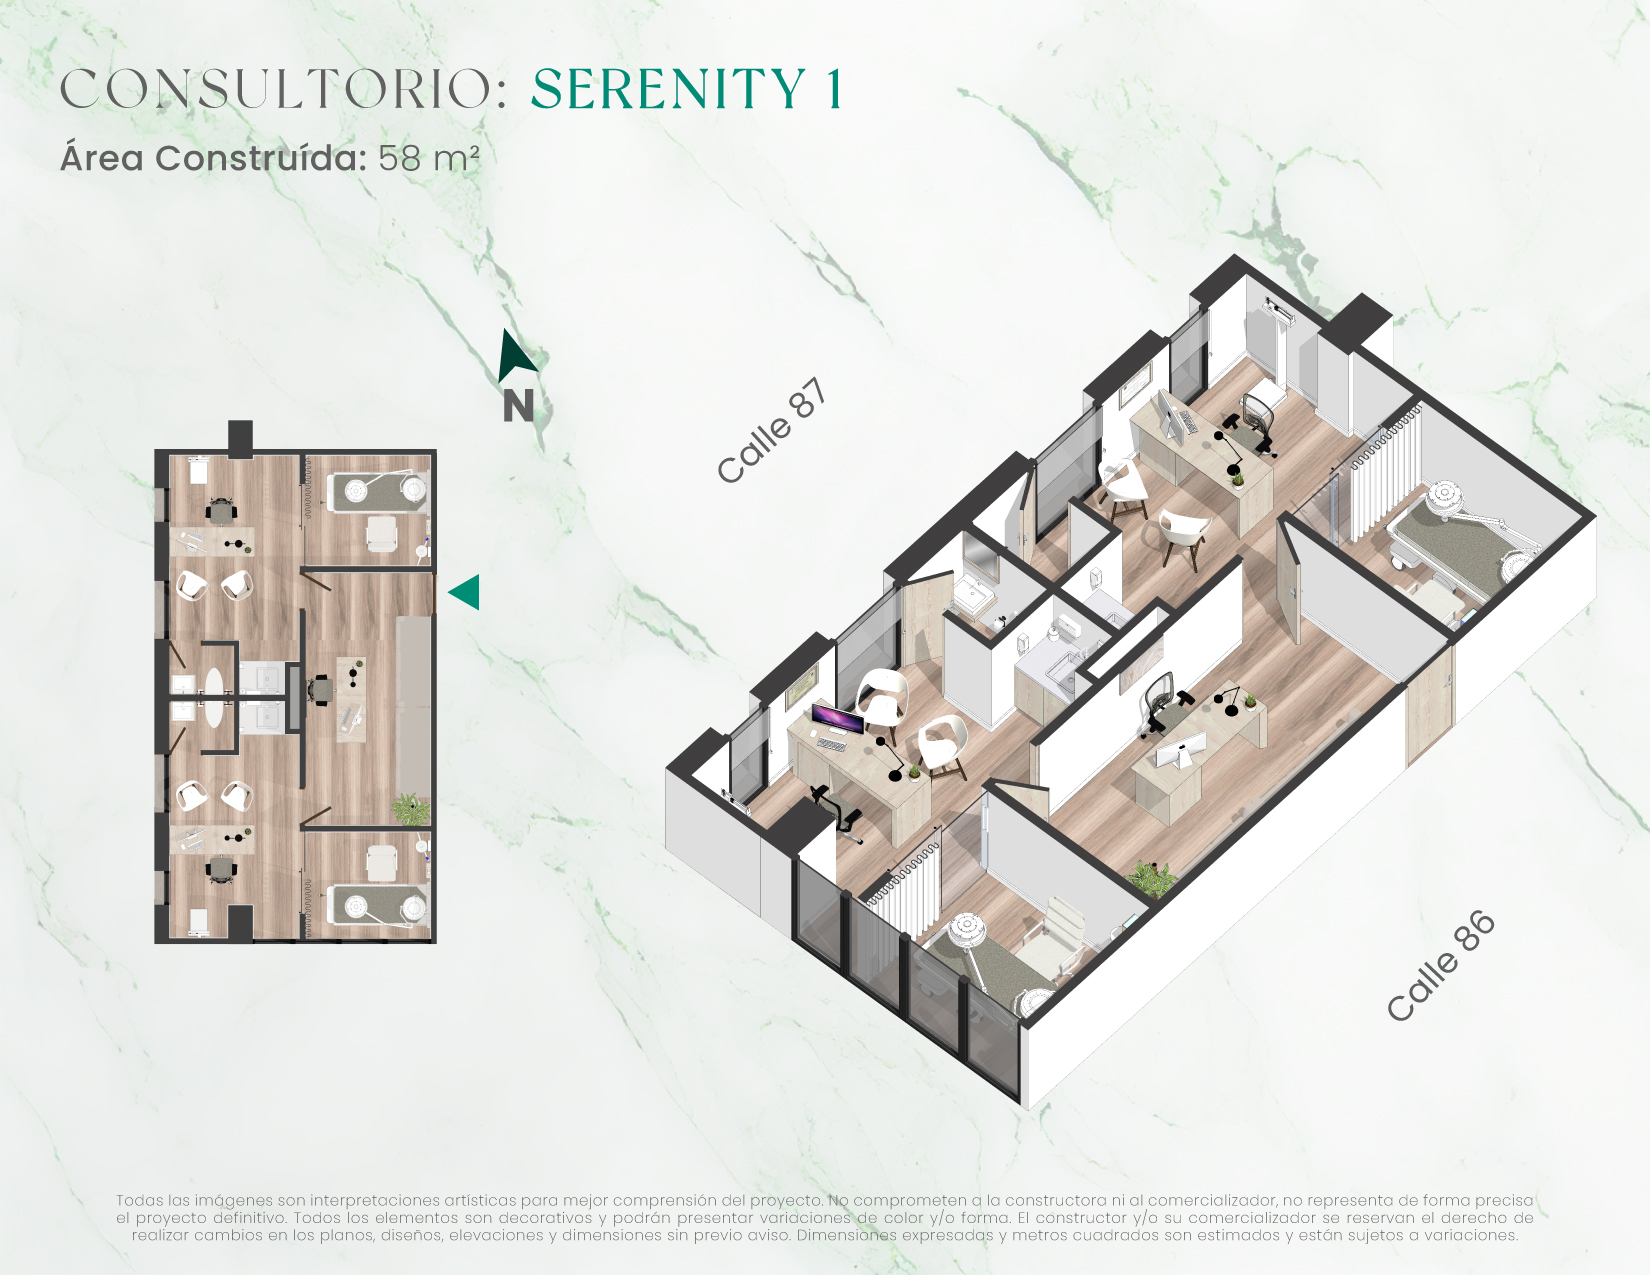 CONSULTORIO: SERENITY 1
Área Construída: 58 m²
N
Calle 87
Calle 86
Todas las imágenes son interpretaciones artísticas para mejor comprensión del proyecto. No comprometen a la constructora ni al comercializador, no representa de forma precisa
el proyecto definitivo. Todos los elementos son decorativos y podrán presentar variaciones de color y/o forma. El constructor y/o su comercializador se reservan el derecho de
realizar cambios en los planos, diseños, elevaciones y dimensiones sin previo aviso. Dimensiones expresadas y metros cuadrados son estimados y están sujetos a variaciones.